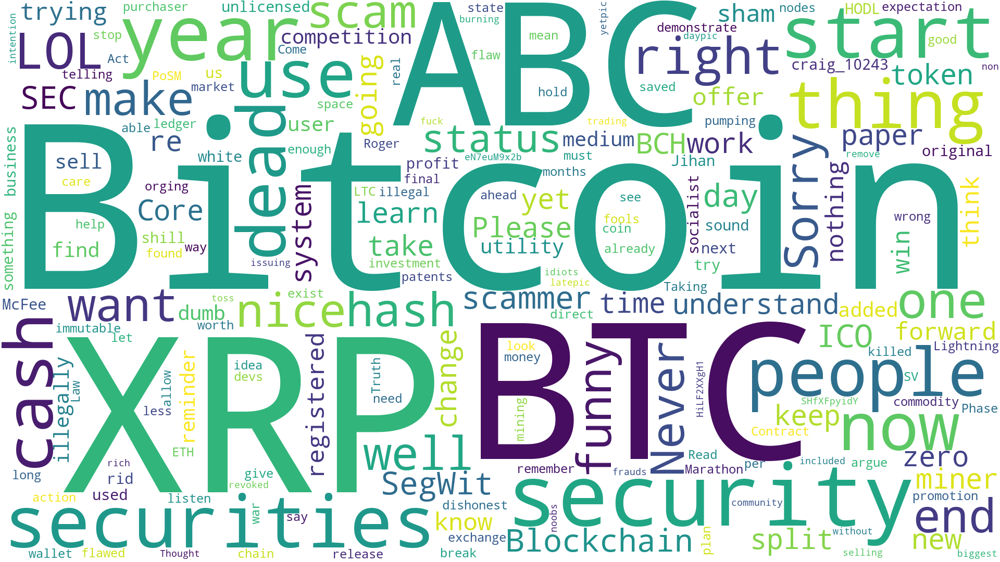 intention
trying
purchaser
unlicensed
scam
state
burning
yetpic
sham
nodes
HODL
expectation
year
ABC
start
LOL
stop
Act
competition
Come
mean
flaw
demonstrate
daypic
good
telling
PoSM
us
use
going
real
right
craig_10243
token
non
SEC
make
market
space
hold
saved
offer
thing
able
ledger
dead
user
Roger
fuck
trading
pumping
business
re
white
enough
status
eN7euM9x2b
medium
must
BCH
work
Jihan
Sorry
paper
remove
original
Bitcoin
sell
care
orging
Core
system
profit
final
months
LTC
illegal
ahead
yet
see
socialist
day
nothing
think
learn
Please
fools
coin
sound
wrong
something
help
shill
find
found
way
take
utility
already
next
win
issuing
investment
patents
idiots
latepic
try
Taking
McFee
want
toss
exist
nice
hash
scammer
time
understand
added
one
dumb
direct
immutable
let
worth
cash
XRP
registered
change
BTC
look
money
funny
Never
ICO
forward
killed
Lightning
people
SV
illegally
Law
allow
reminder
idea
devs
Truth
need
less
mining
HiLF2XXgH1
SHfXFpyidY
commodity
Phase
keep
now
Contract
ETH
well
Read
included
argue
zero
long
rich
rid
give
revoked
remember
frauds
Marathon
per
miner
used
SegWit
security
action
listen
war
dishonest
community
promotion
securities
say
know
noobs
end
exchange
Blockchain
plan
split
without
new
wallet
flawed
Thought
chain
release
break
selling
biggest